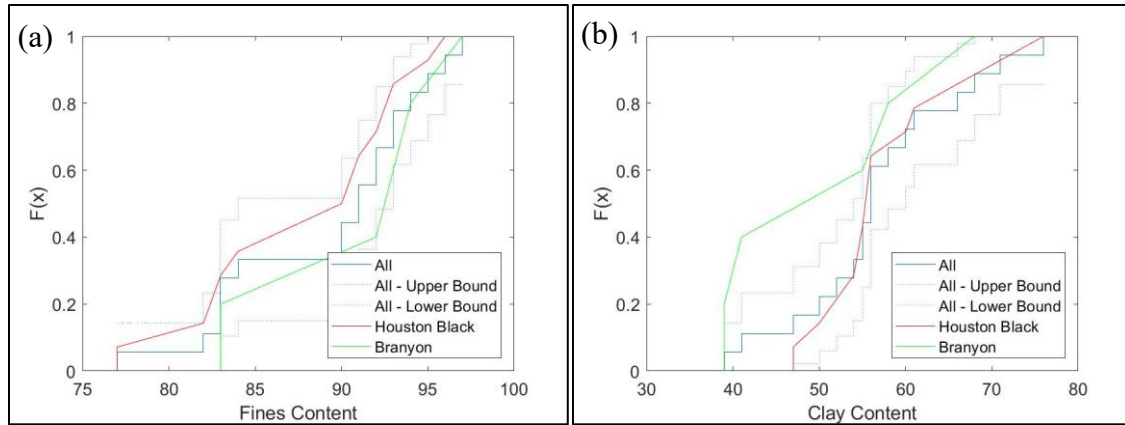 (a)
F(x)
1
0.8
0.6
0.4
0.2
0
75 80 85 90 95 100
Fines Content
All
All - Upper Bound
All - Lower Bound
Houston Black
Branyon
(b)
F(x)
1
0.8
0.6
0.4
0.2
0
30 40 50 60 70 80
Clay Content
All
All - Upper Bound
All - Lower Bound
Houston Black
Branyon